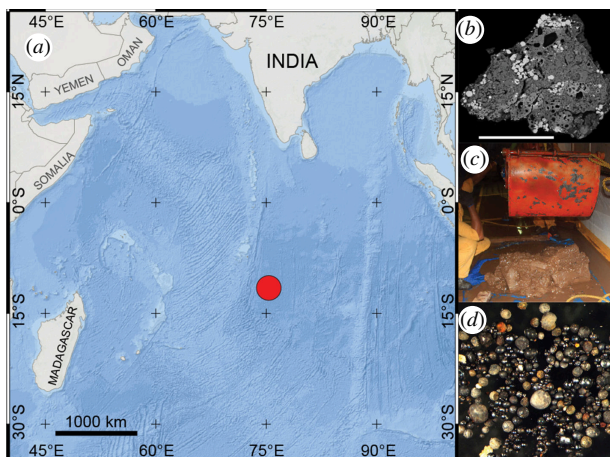 45°E 60°E 75°E 90°E
(a)
(b)
OMAN
YEMEN
INDIA
15°N
15°N
(c)
SOMALIA
0°S
0°S
15°S
15°S
(d)
MADAGASCAR
30°S
30°S
1000 km
45°E 60°E 75°E 90°E